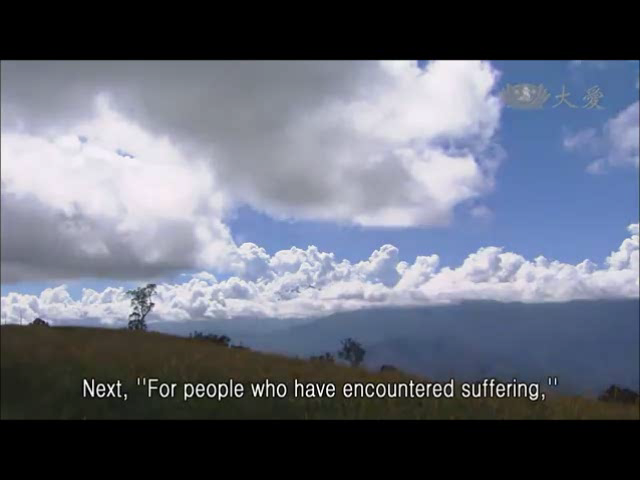 大愛
Next, "For people who have encountered suffering,"